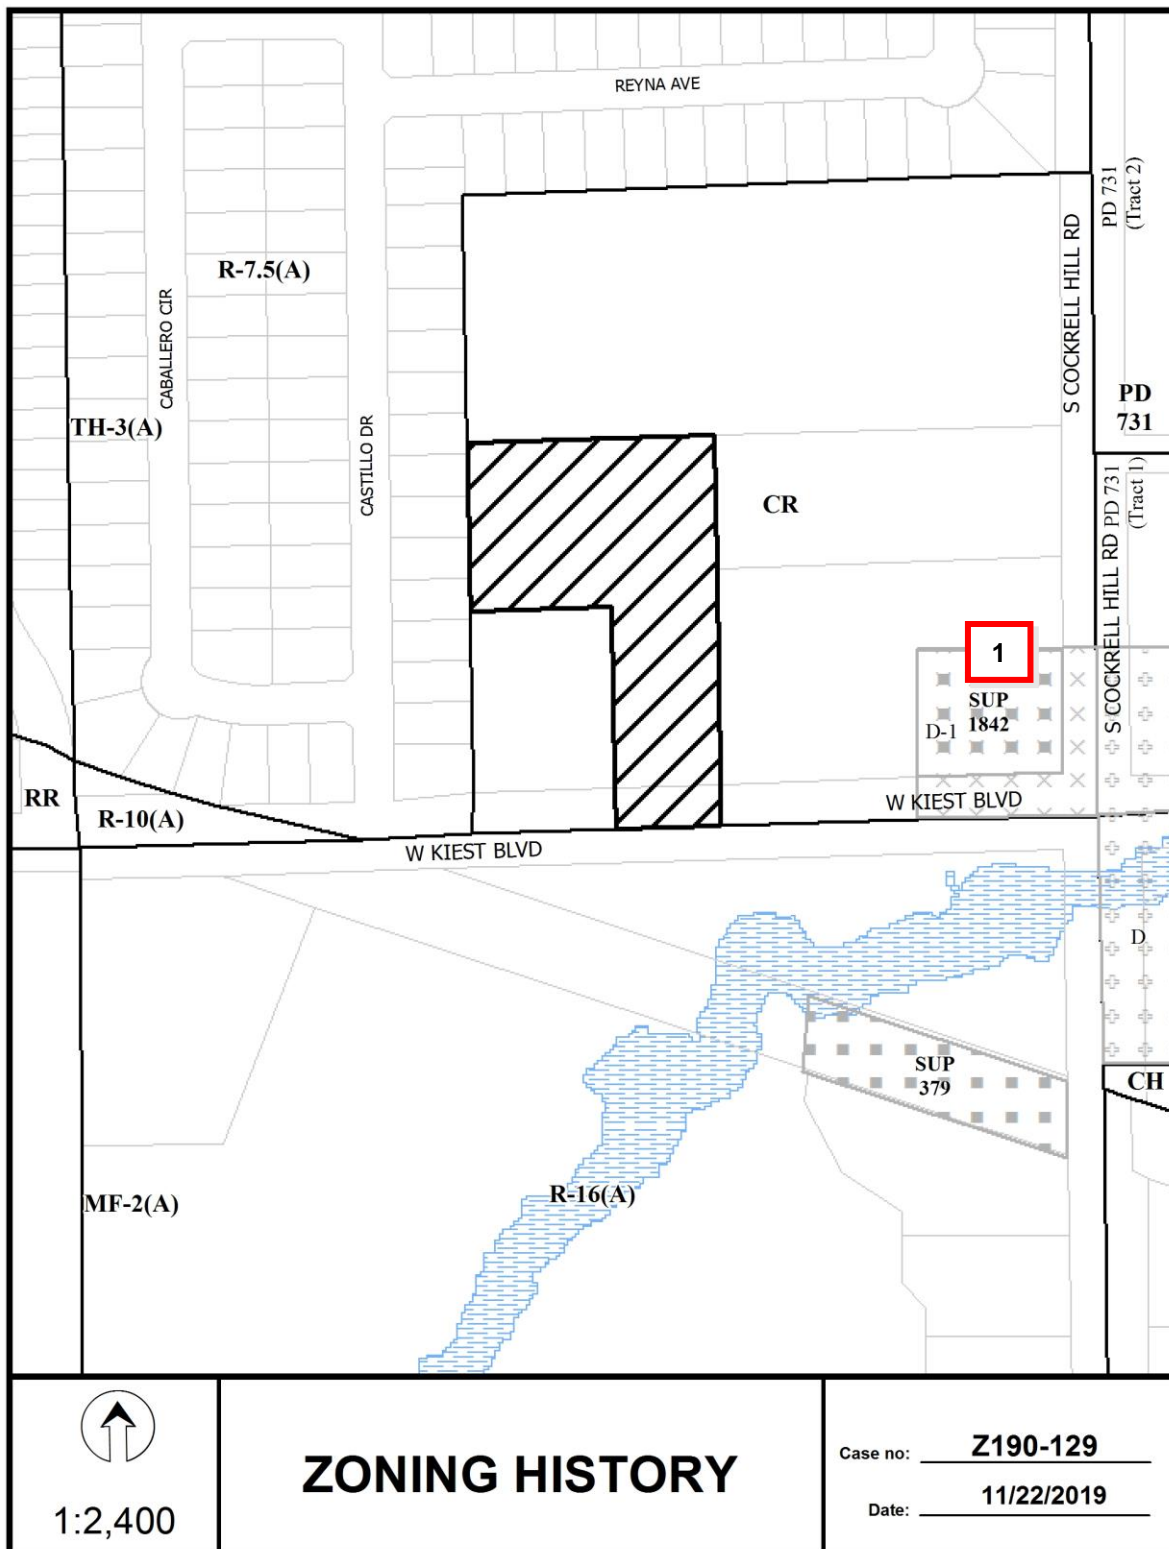 REYNA AVE
PD 731
(Tract 2)
R-7.5(A)
CABALLERO CIR
S COCKRELL HILL RD
TH-3(A)
CASTILLO DR
PD
731
CR
S COCKRELL HILL RD
PD 731
(Tract 1)
1
SUP
1842
D-1
RR
R-10(A)
W KIEST BLVD
W KIEST BLVD
D
SUP
379
CH
MF-2(A)
R-16(A)
1:2,400
ZONING HISTORY
Case no: Z190-129
Date: 11/22/2019